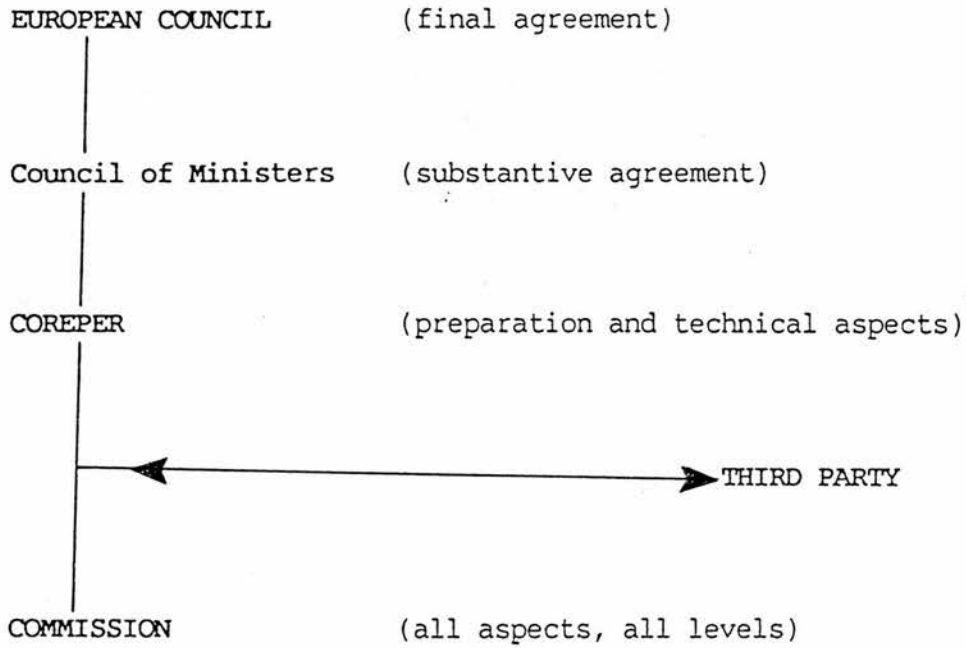 EUROPEAN COUNCIL (final agreement)
Council of Ministers (substantive agreement)
COREPER (preparation and technical aspects)
THIRD PARTY
COMMISSION (all aspects, all levels)